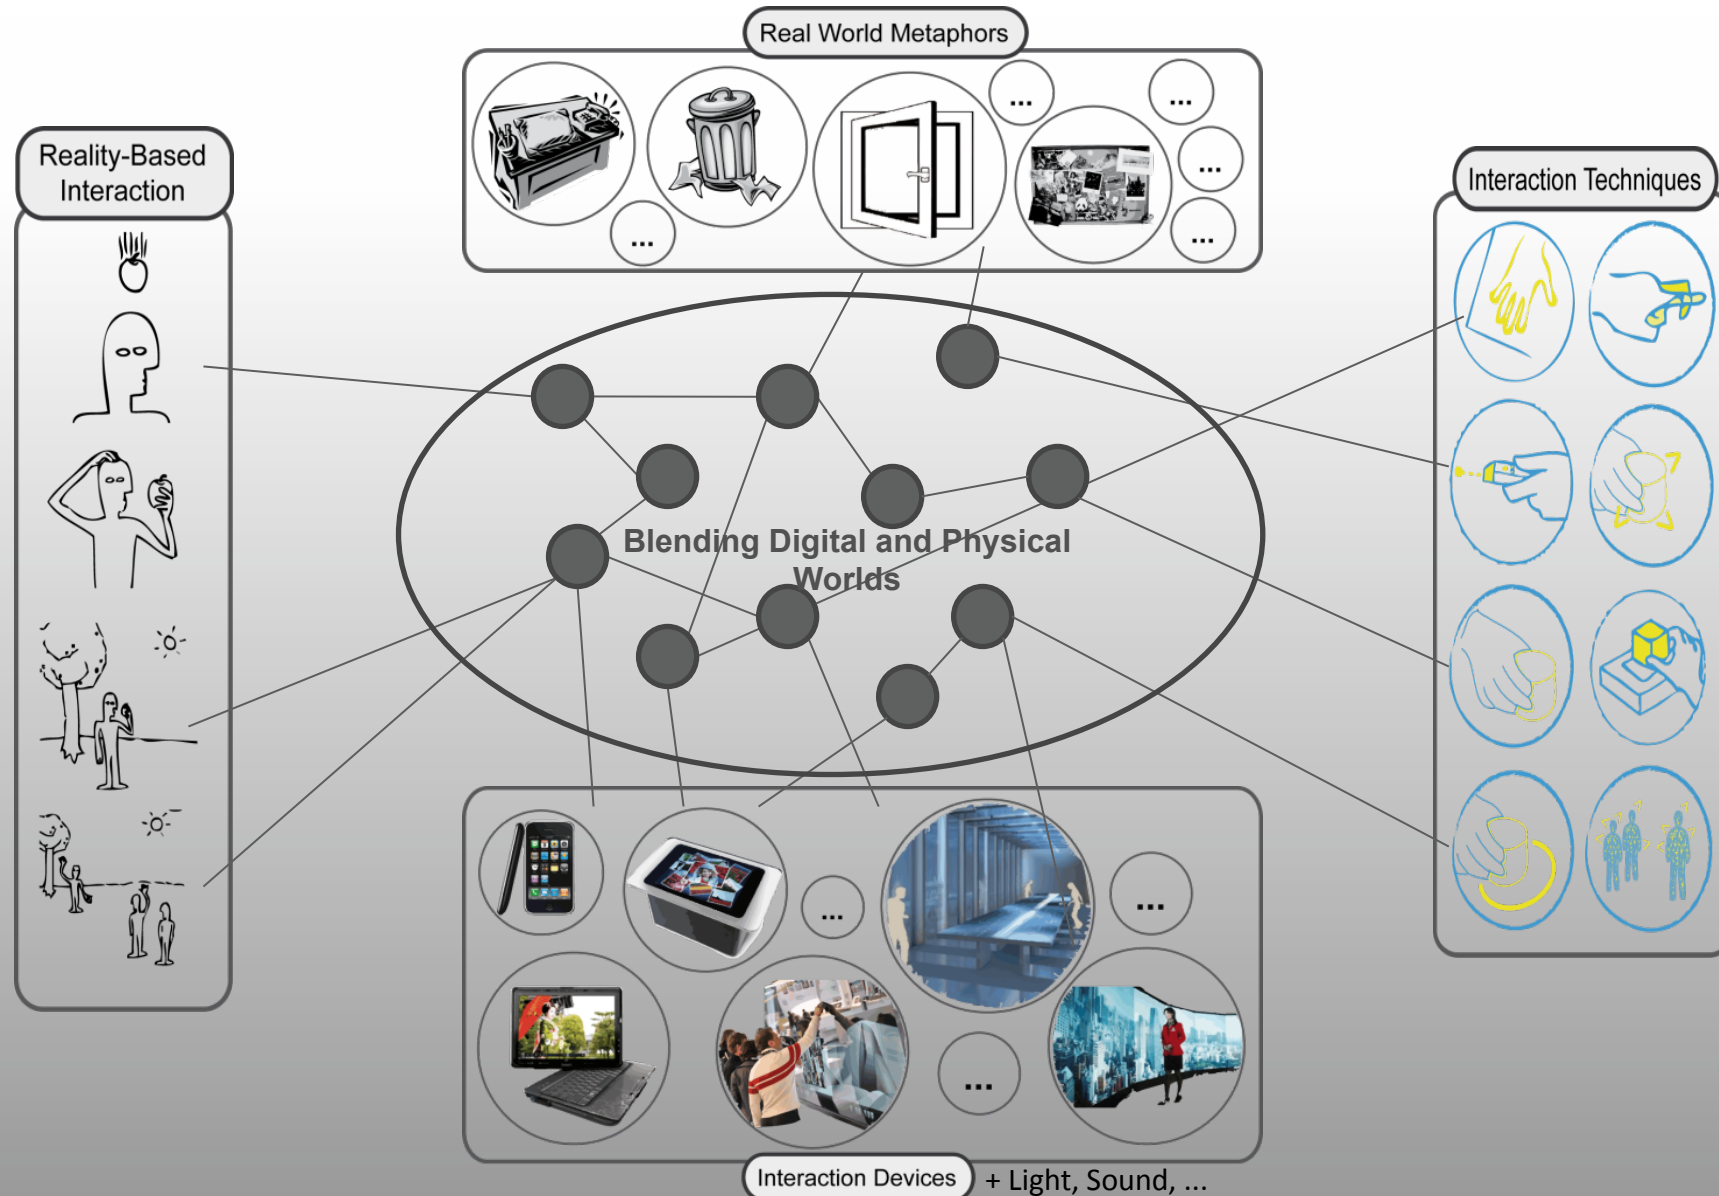 Real World Metaphors
...
...
...
...
...
Reality-Based
Interaction
Interaction Techniques
Blending Digital and Physical
Worlds
...
...
...
Interaction Devices
+ Light, Sound, ...